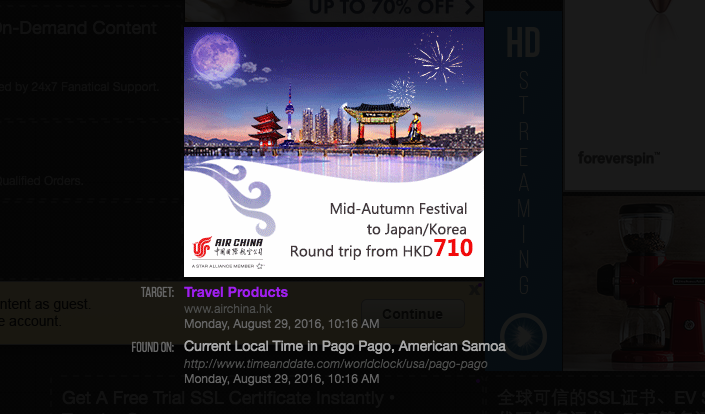 UP TO 70% OFF >
On-Demand Content
HD
ed by 24x7 Fanatical Support.
STREAMING
foreverspin™
ualified Orders.
Mid-Autumn Festival
to Japan/Korea
Round trip from HKD710
AIR CHINA
中国国际航空公司
A STAR ALLIANCE MEMBER
TARGET: Travel Products
www.airchina.hk
Monday, August 29, 2016, 10:16 AM
ntent as guest.
e account.
Continue
FOUND ON: Current Local Time in Pago Pago, American Samoa
http://www.timeanddate.com/worldclock/usa/pago-pago
Monday, August 29, 2016, 10:16 AM
Get A Free Trial SSL Certificate Instantly •
全球可信的SSL证书、EV